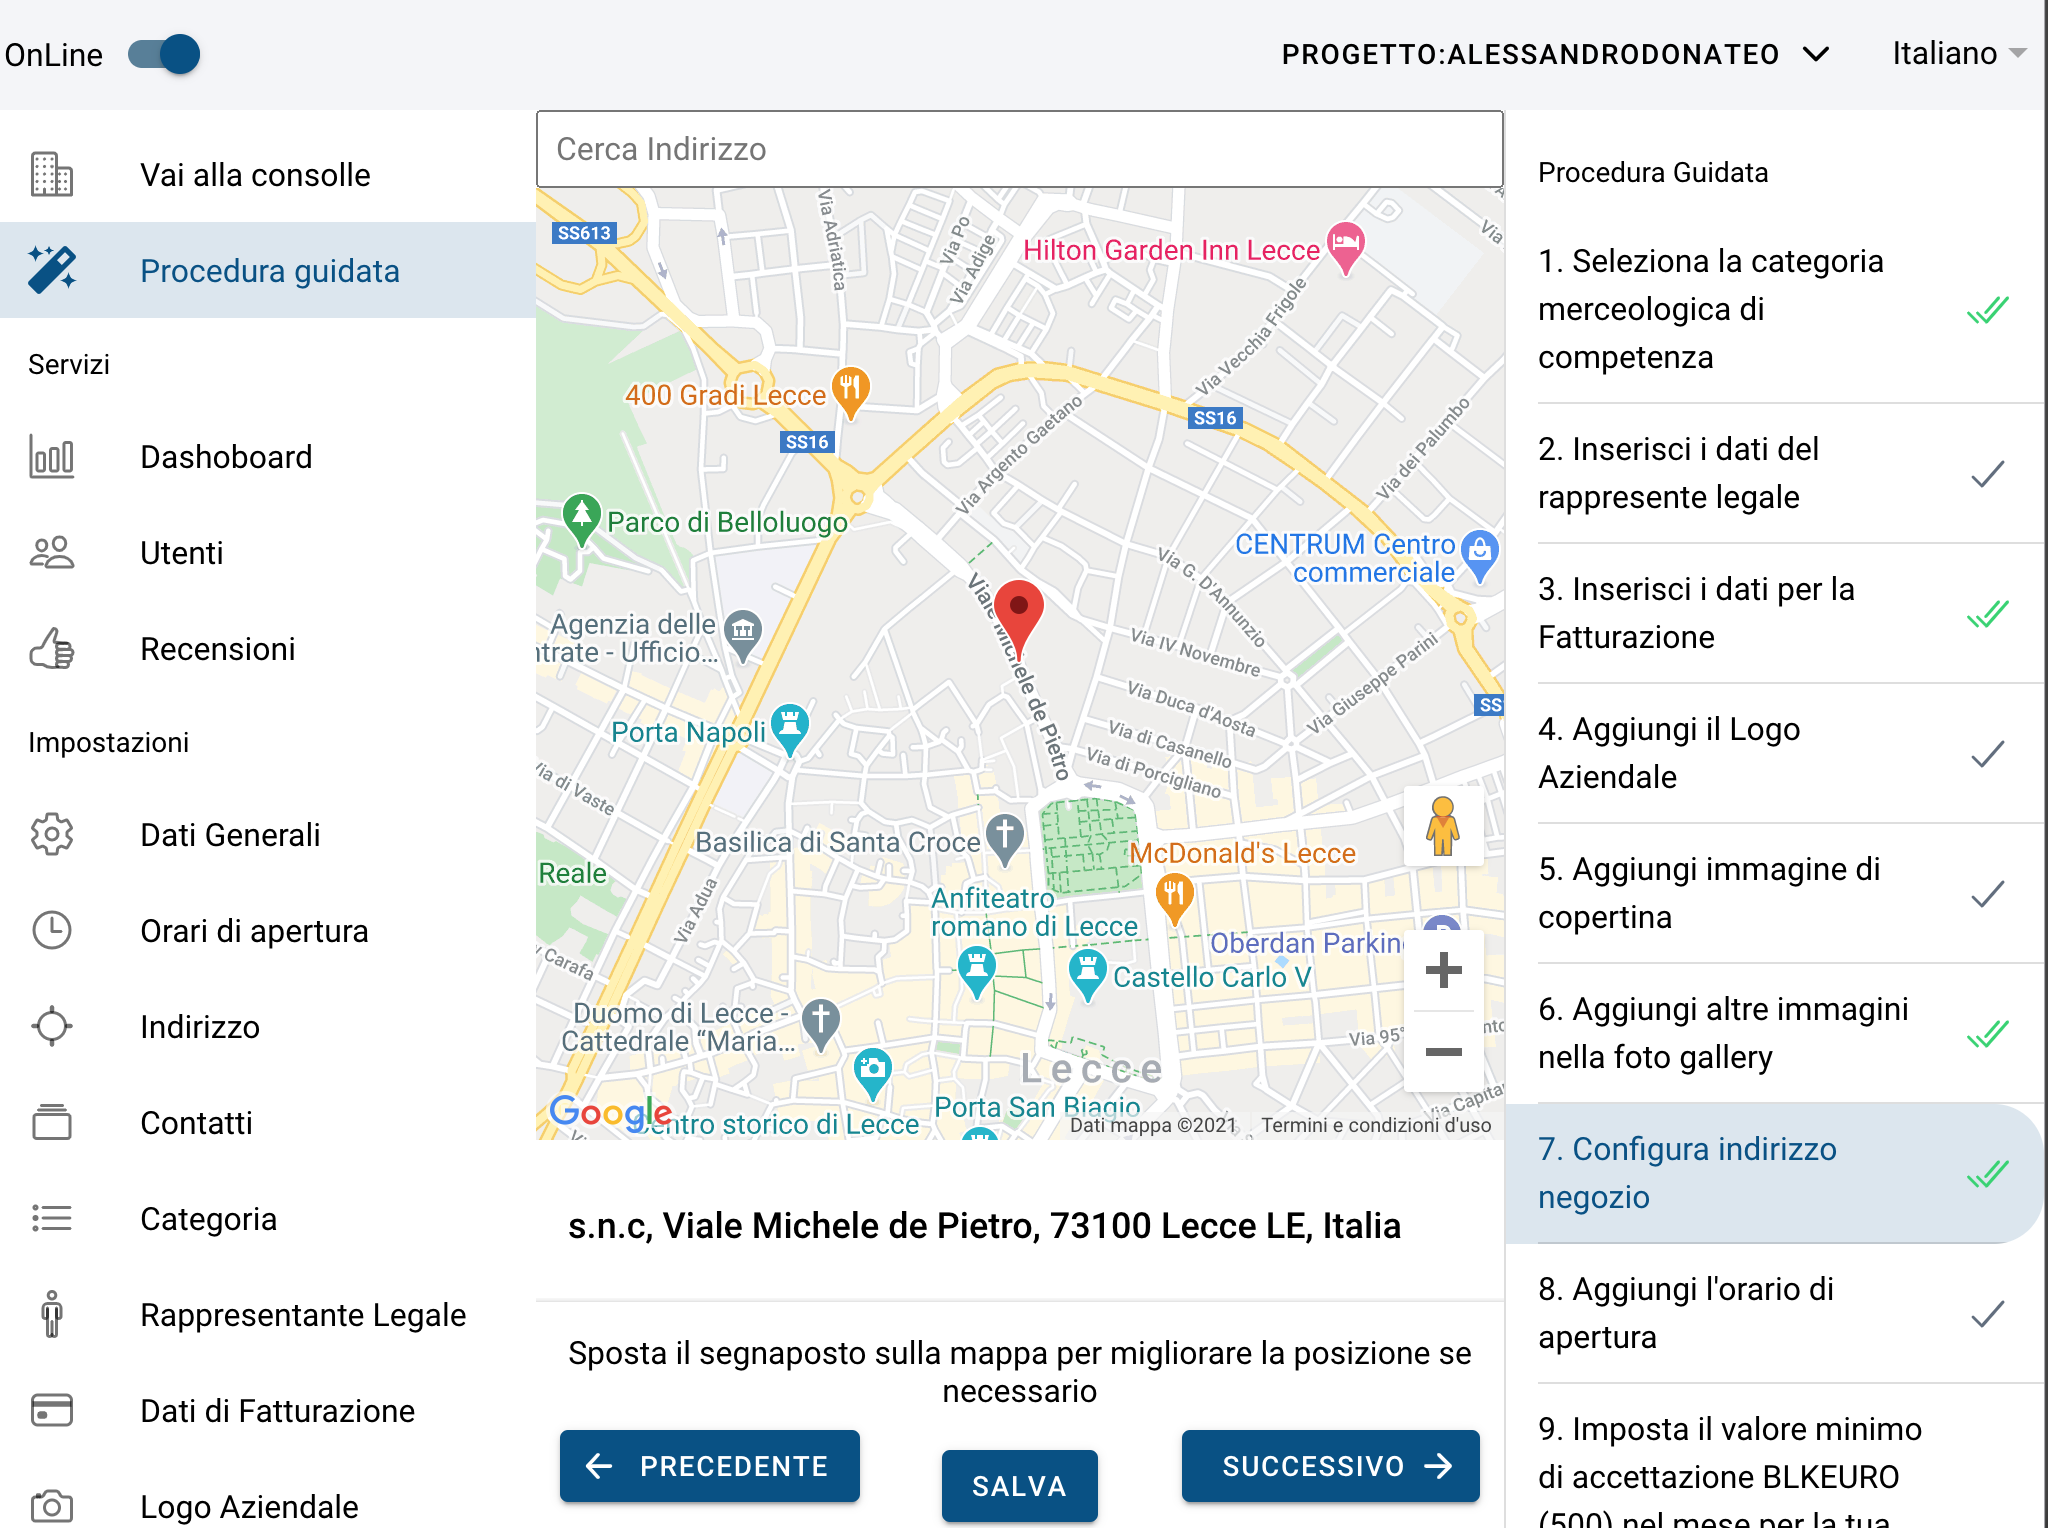 OnLine
PROGETTO:ALESSANDRODONATEO
Italiano
Vai alla consolle
Procedura guidata
Servizi
Dashoboard
Utenti
Recensioni
Impostazioni
Dati Generali
Orari di apertura
Indirizzo
Contatti
Categoria
Rappresentante Legale
Dati di Fatturazione
Logo Aziendale
Cerca Indirizzo
SS613
Via Adriatica
Via Po
Via Adige
Hilton Garden Inn Lecce
Via
Via Vecchia Frigole
400 Gradi Lecce
SS16
SS16
Via Argento Gaetano
Via dei Palumbo
Parco di Belloluogo
CENTRUM Centro
commerciale
Via G. D'Annunzio
Agenzia delle
ntrate - Ufficio...
Viale Michele de Pietro
Via IV Novembre
Via Giuseppe Parini
Via Duca d'Aosta
SS
Porta Napoli
Via di Casanello
Via di Porcigliano
Via di Vaste
Basilica di Santa Croce
McDonald's Lecce
Reale
Via Adua
Anfiteatro
romano di Lecce
Oberdan Parkin
Castello Carlo V
Carafa
Duomo di Lecce -
Cattedrale “Maria...
Via 95°
Lecce
Via Capita
Porta San Biagio
Google
entro storico di Lecce
Dati mappa ©2021
Termini e condizioni d'uso
s.n.c, Viale Michele de Pietro, 73100 Lecce LE, Italia
Sposta il segnaposto sulla mappa per migliorare la posizione se
necessario
PRECEDENTE
SALVA
SUCCESSIVO
Procedura Guidata
1. Seleziona la categoria
merceologica di
competenza
2. Inserisci i dati del
rappresente legale
3. Inserisci i dati per la
Fatturazione
4. Aggiungi il Logo
Aziendale
5. Aggiungi immagine di
copertina
6. Aggiungi altre immagini
nella foto gallery
7. Configura indirizzo
negozio
8. Aggiungi l'orario di
apertura
9. Imposta il valore minimo
di accettazione BLKEURO
(500) nel mese per la tua